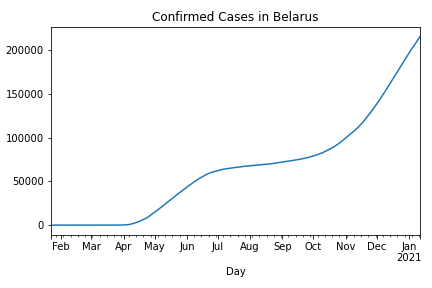 Confirmed Cases in Belarus
200000
150000
100000
50000
0
Feb Mar Apr May Jun Jul Aug Sep Oct Nov Dec Jan
2021
Day